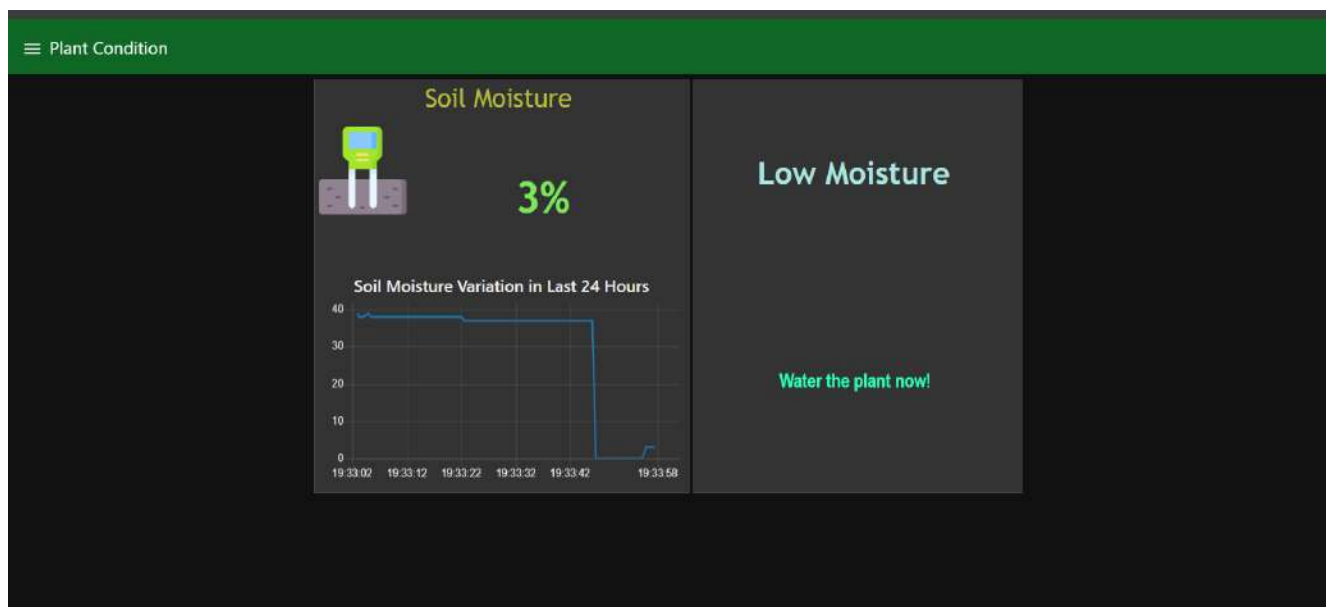 Plant Condition
Soil Moisture
3%
Low Moisture
Soil Moisture Variation in Last 24 Hours
40
30
20
10
0
19:33:02 19:33:12 19:33:22 19:33:32 19:33:42 19:33:58
Water the plant now!